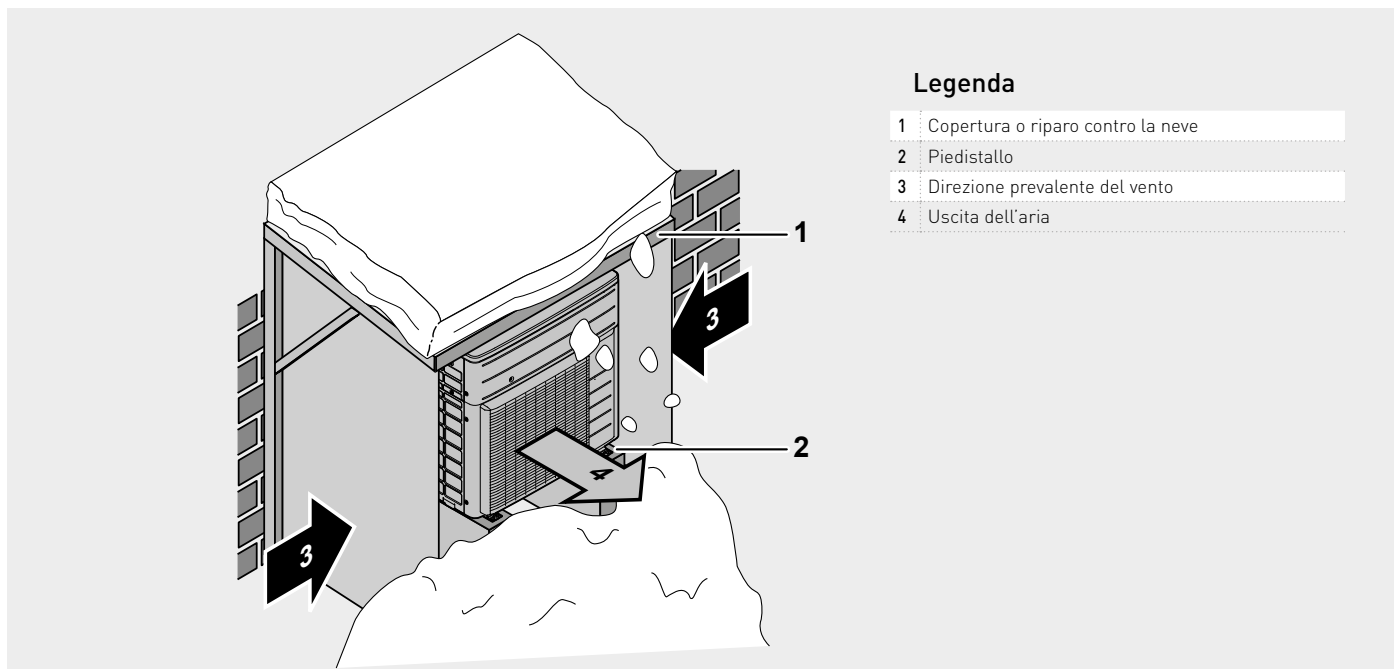 Legenda
1 Copertura o riparo contro la neve
2 Piedistallo
3 Direzione prevalente del vento
4 Uscita dell'aria
1
3
2
4
3